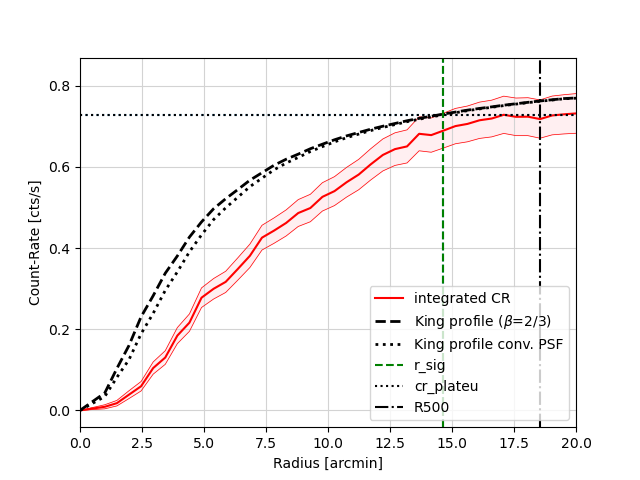 0.8
0.6
0.4
0.2
0.0
Count-Rate [cts/s]
integrated CR
King profile (β=2/3)
King profile conv. PSF
r_sig
cr_plateu
R500
0.0 2.5 5.0 7.5 10.0 12.5 15.0 17.5 20.0
Radius [arcmin]